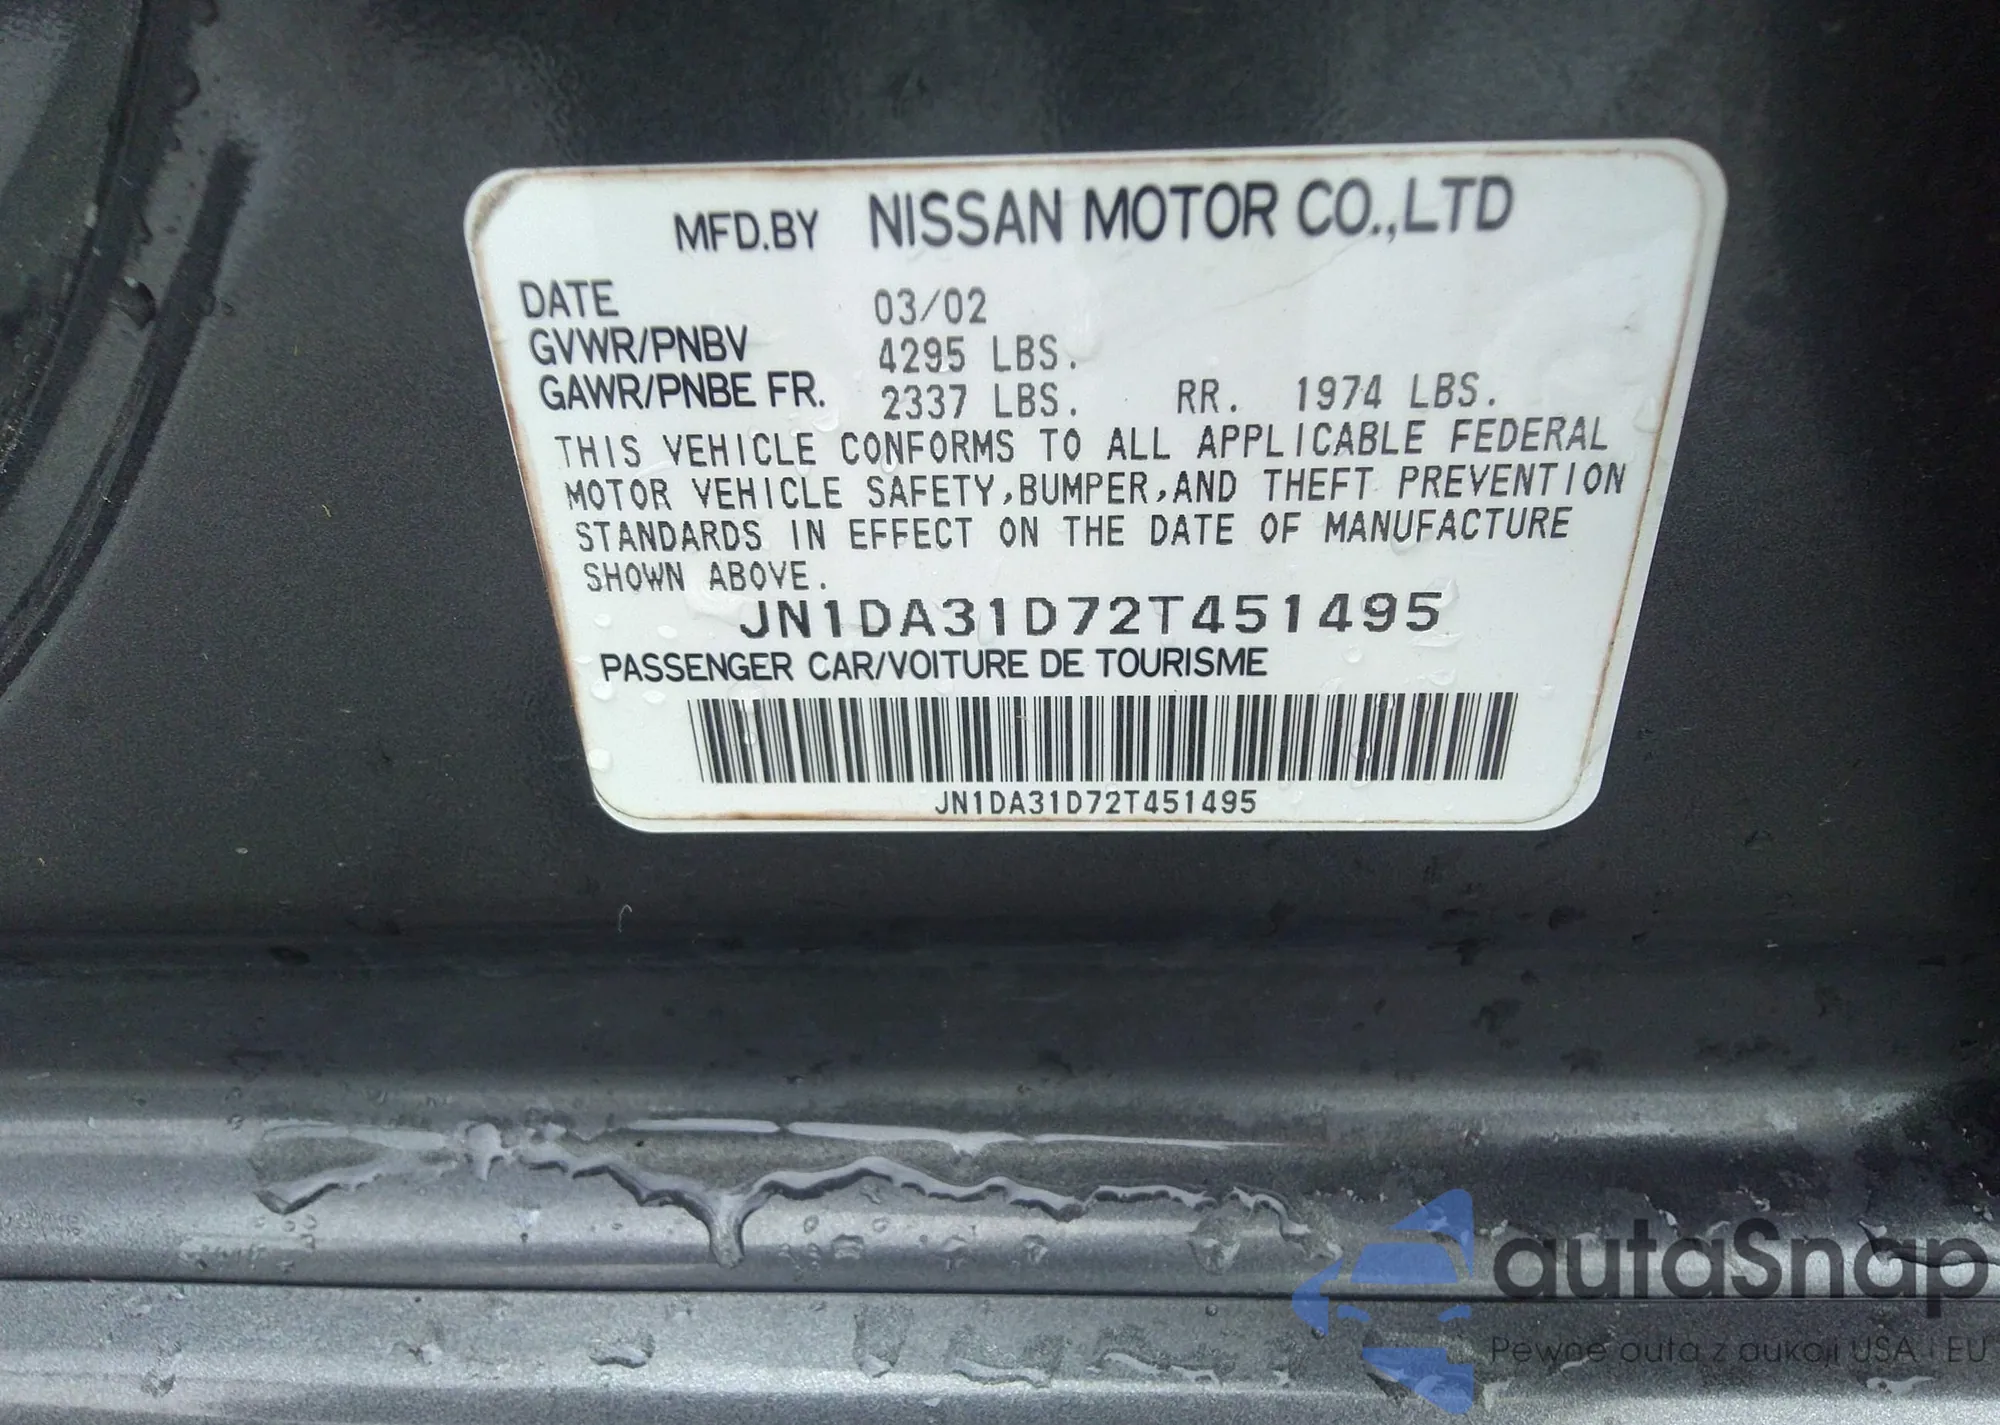 MFD.BY NISSAN MOTOR CO.,LTD
DATE 03/02
GVWR/PNBV 4295 LBS.
GAWR/PNBE FR. 2337 LBS. RR. 1974 LBS.
THIS VEHICLE CONFORMS TO ALL APPLICABLE FEDERAL
MOTOR VEHICLE SAFETY,BUMPER,AND THEFT PREVENTION
STANDARDS IN EFFECT ON THE DATE OF MANUFACTURE
SHOWN ABOVE.
JN1DA31D72T451495
PASSENGER CAR/VOITURE DE TOURISME
JN1DA31D72T451495
autaSnap
Pewne auta z aukcji USA i EU